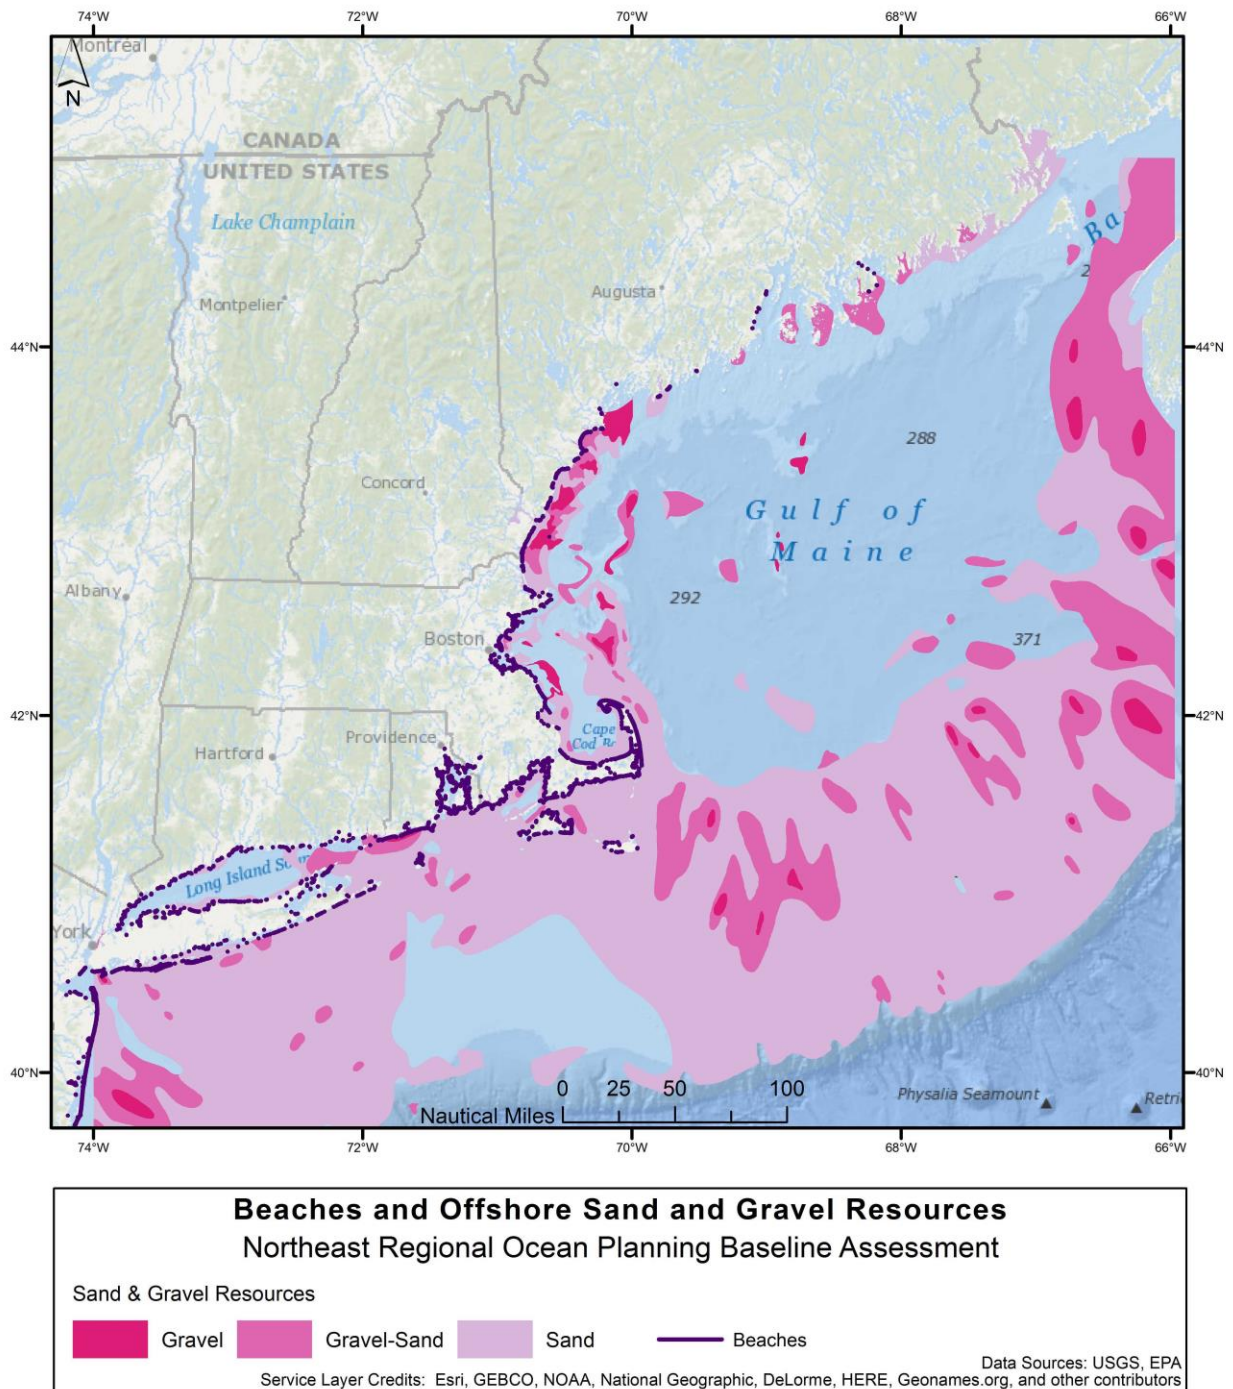 74°W 72°W 70°W 68°W 66°W
Montréal
N
CANADA
UNITED STATES
Lake Champlain
Ba
2
Augusta
Montpelier
44°N 44°N
288
Concord
Gulf of
Maine
292
Albany
Boston
371
42°N 42°N
Cape
Cod
Providence
Hartford
Long Island
York
40°N 40°N
0 25 50 100
Nautical Miles
Physalia Seamount
Retri
74°W 72°W 70°W 68°W 66°W
Beaches and Offshore Sand and Gravel Resources
Northeast Regional Ocean Planning Baseline Assessment
Sand & Gravel Resources
Gravel Gravel-Sand Sand Beaches
Data Sources: USGS, EPA
Service Layer Credits: Esri, GEBCO, NOAA, National Geographic, DeLorme, HERE, Geonames.org, and other contributors